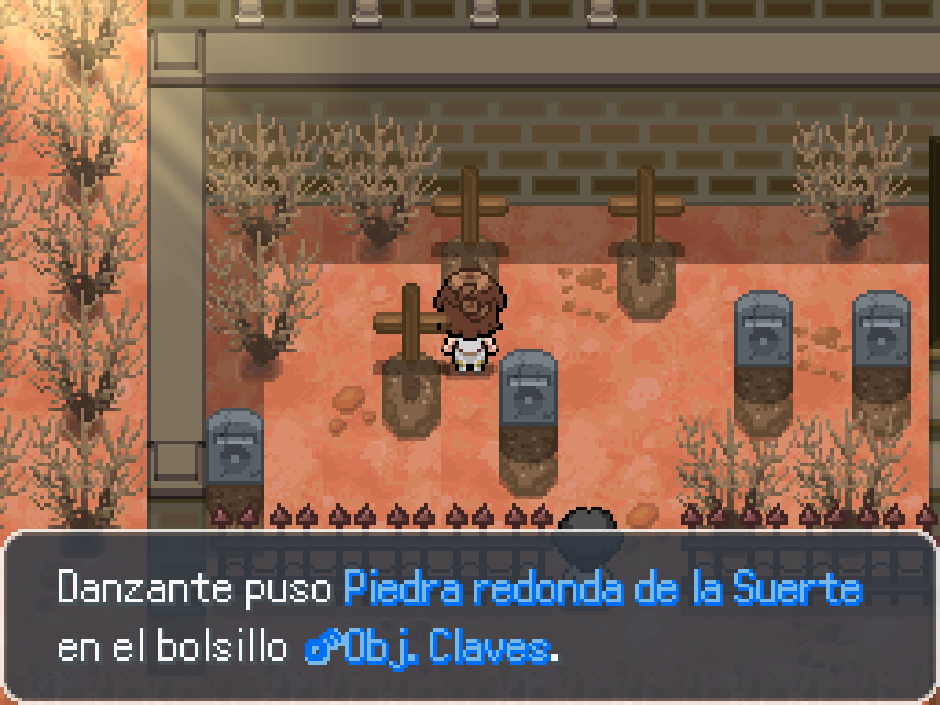 Danzante puso Piedra redonda de la Suerte
en el bolsillo Obj. Claves.